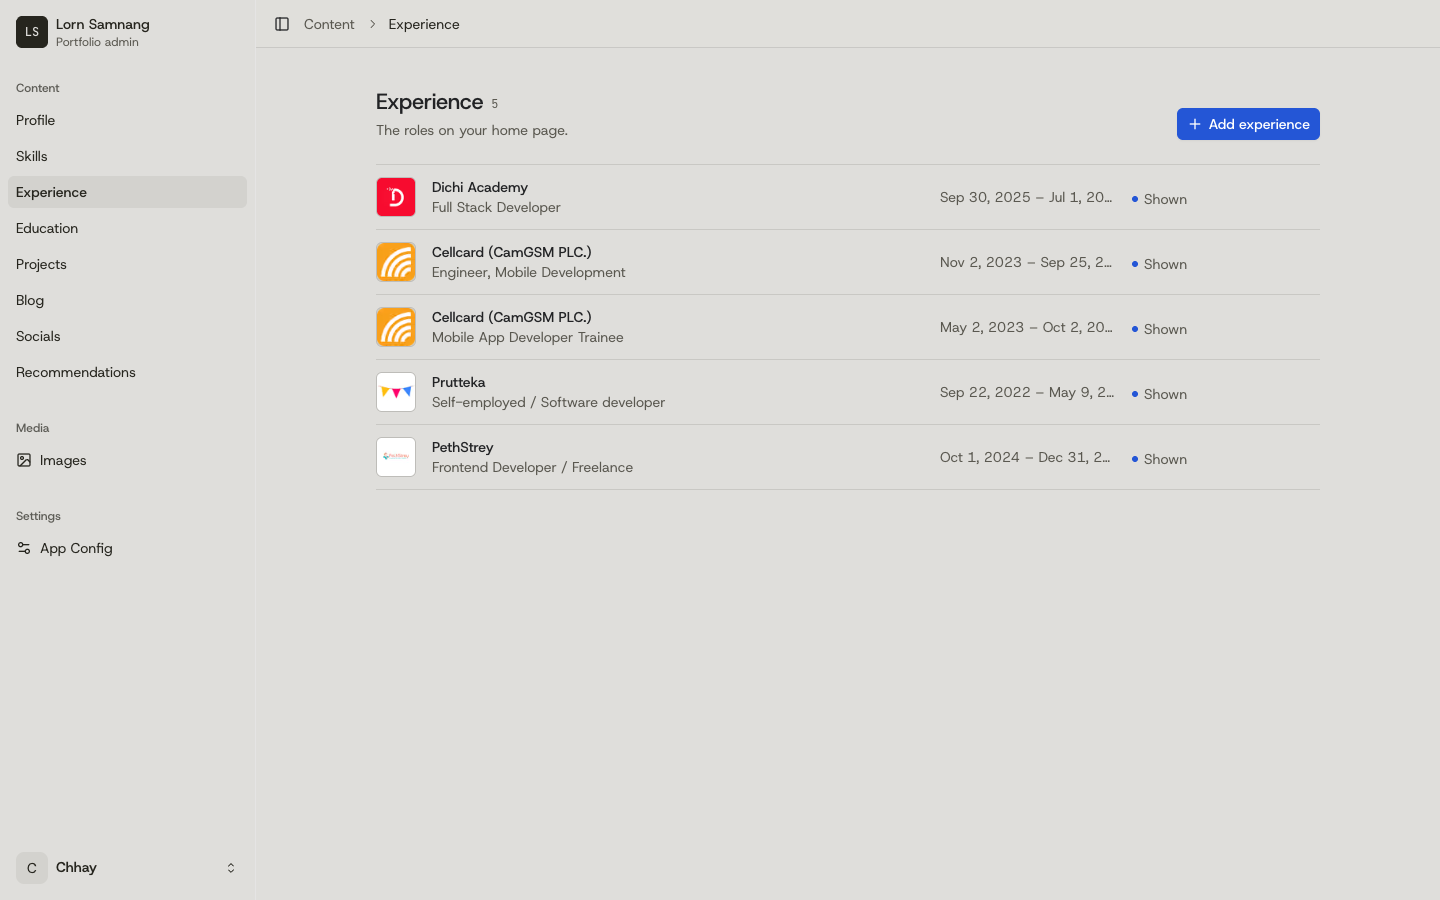 LS
Lorn Samnang
Portfolio admin
Content
Profile
Skills
Experience
Education
Projects
Blog
Socials
Recommendations
Media
Images
Settings
App Config
C
Chhay
Content
Experience
Experience 5
The roles on your home page.
Add experience
Dichi Academy
Full Stack Developer
Sep 30, 2025 – Jul 1, 20…
Shown
Cellcard (CamGSM PLC.)
Engineer, Mobile Development
Nov 2, 2023 – Sep 25, 2…
Shown
Cellcard (CamGSM PLC.)
Mobile App Developer Trainee
May 2, 2023 – Oct 2, 20…
Shown
Prutteka
Self-employed / Software developer
Sep 22, 2022 – May 9, 2…
Shown
PethStrey
Frontend Developer / Freelance
Oct 1, 2024 – Dec 31, 2…
Shown